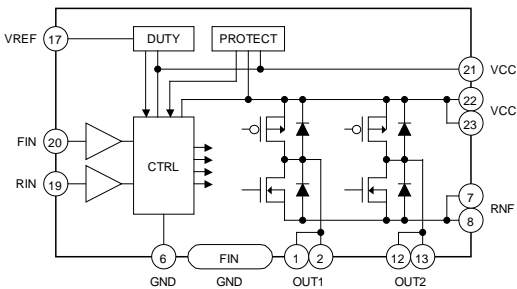 VREF 17 DUTY PROTECT
21 VCC
22 VCC
23
FIN 20
CTRL
RIN 19
7 RNF
8
6 FIN 1 2 12 13
GND GND OUT1 OUT2